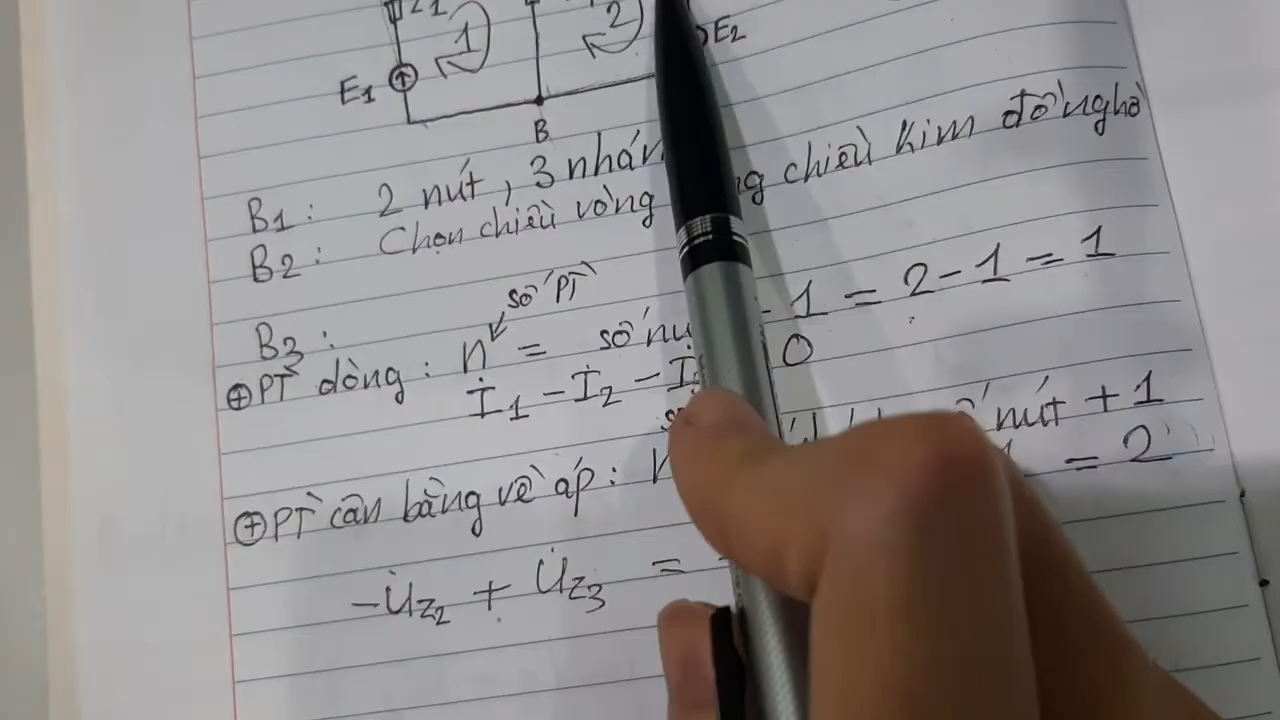 Z1
1
2
E2
E1
B
B1: 2 nút, 3
B2: Chọn chiều vòng chiều kim đồng hồ
số PT
B3:
⊕PT dòng: n = số 1 = 2 - 1 = 1
İ1 - İ2 - 0
nút + 1
⊕PT cân bằng về áp: = 2
-U̇Z2 + U̇Z3 =